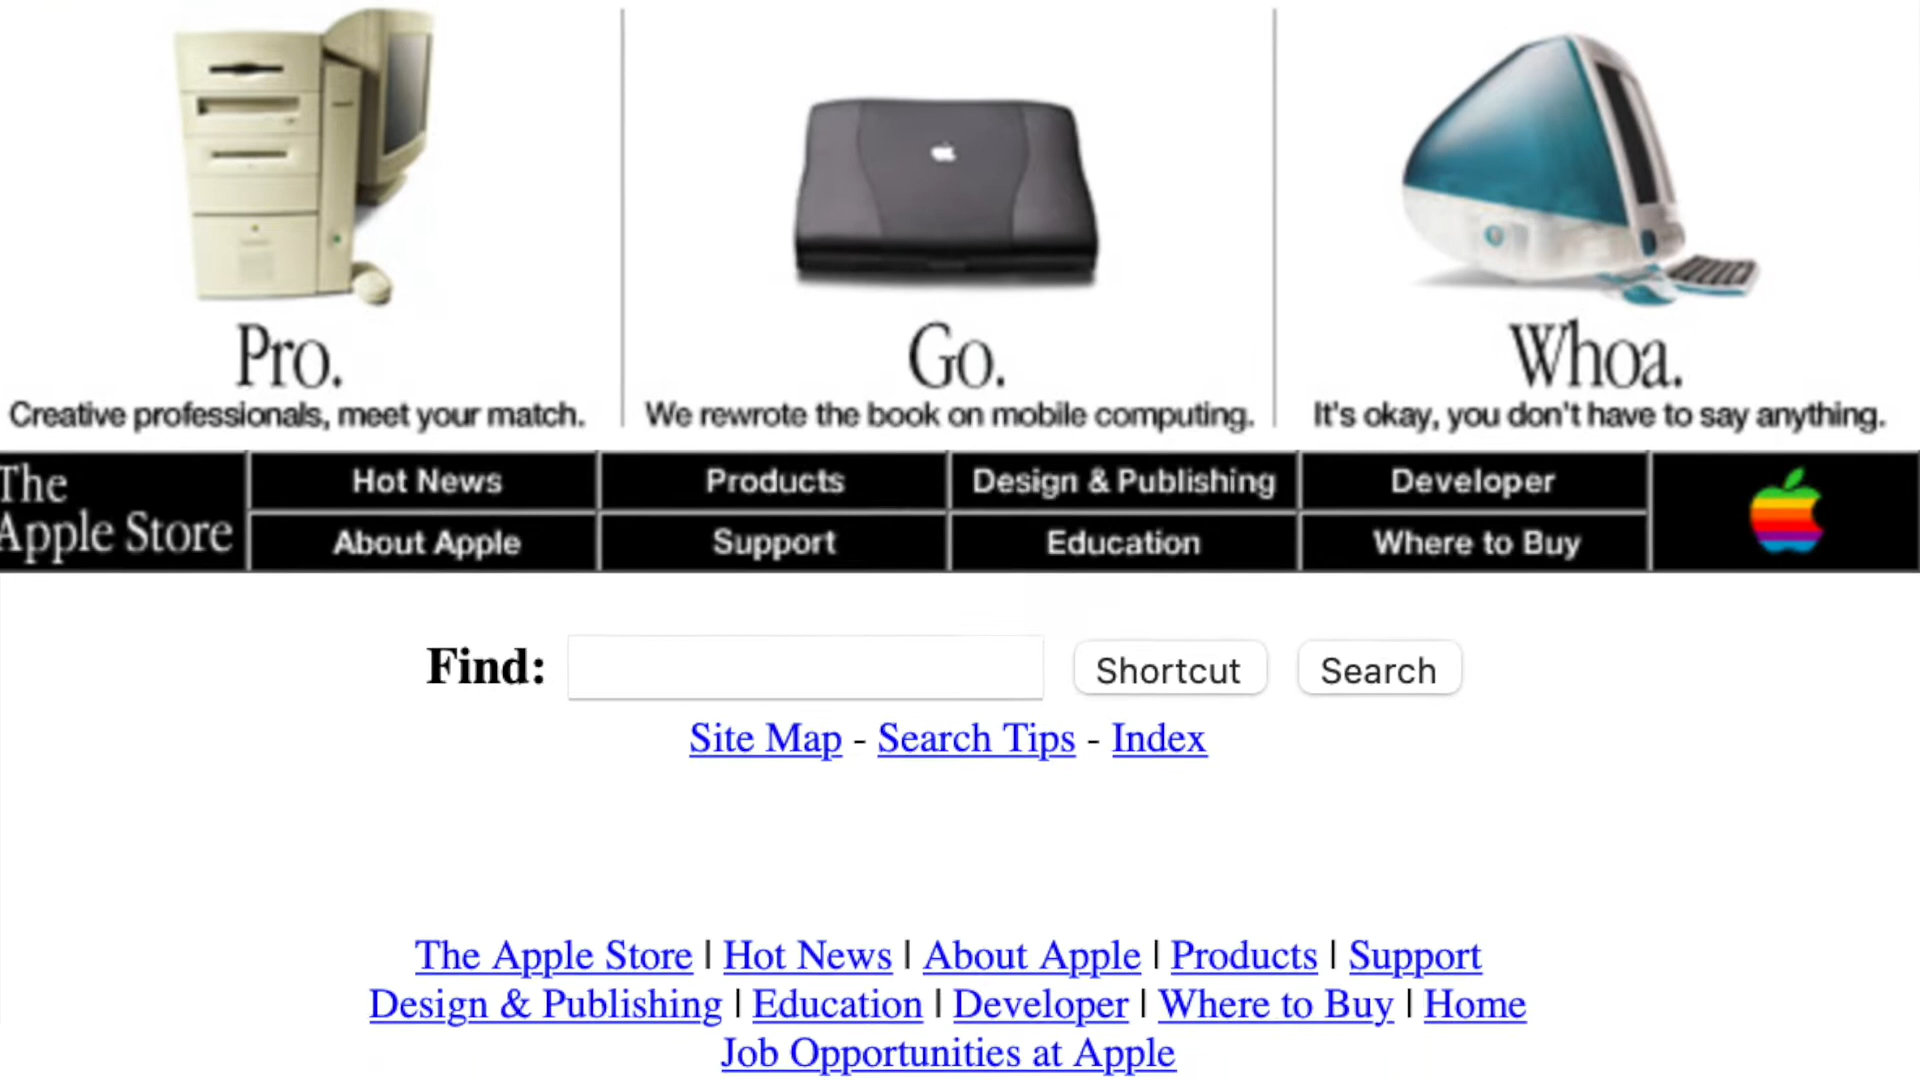 Pro.
Creative professionals, meet your match.
Go.
We rewrote the book on mobile computing.
Whoa.
It's okay, you don't have to say anything.
The
Apple Store
Hot News
Products
Design & Publishing
Developer
About Apple
Support
Education
Where to Buy
Find:
Shortcut
Search
Site Map - Search Tips - Index
The Apple Store | Hot News | About Apple | Products | Support
Design & Publishing | Education | Developer | Where to Buy | Home
Job Opportunities at Apple